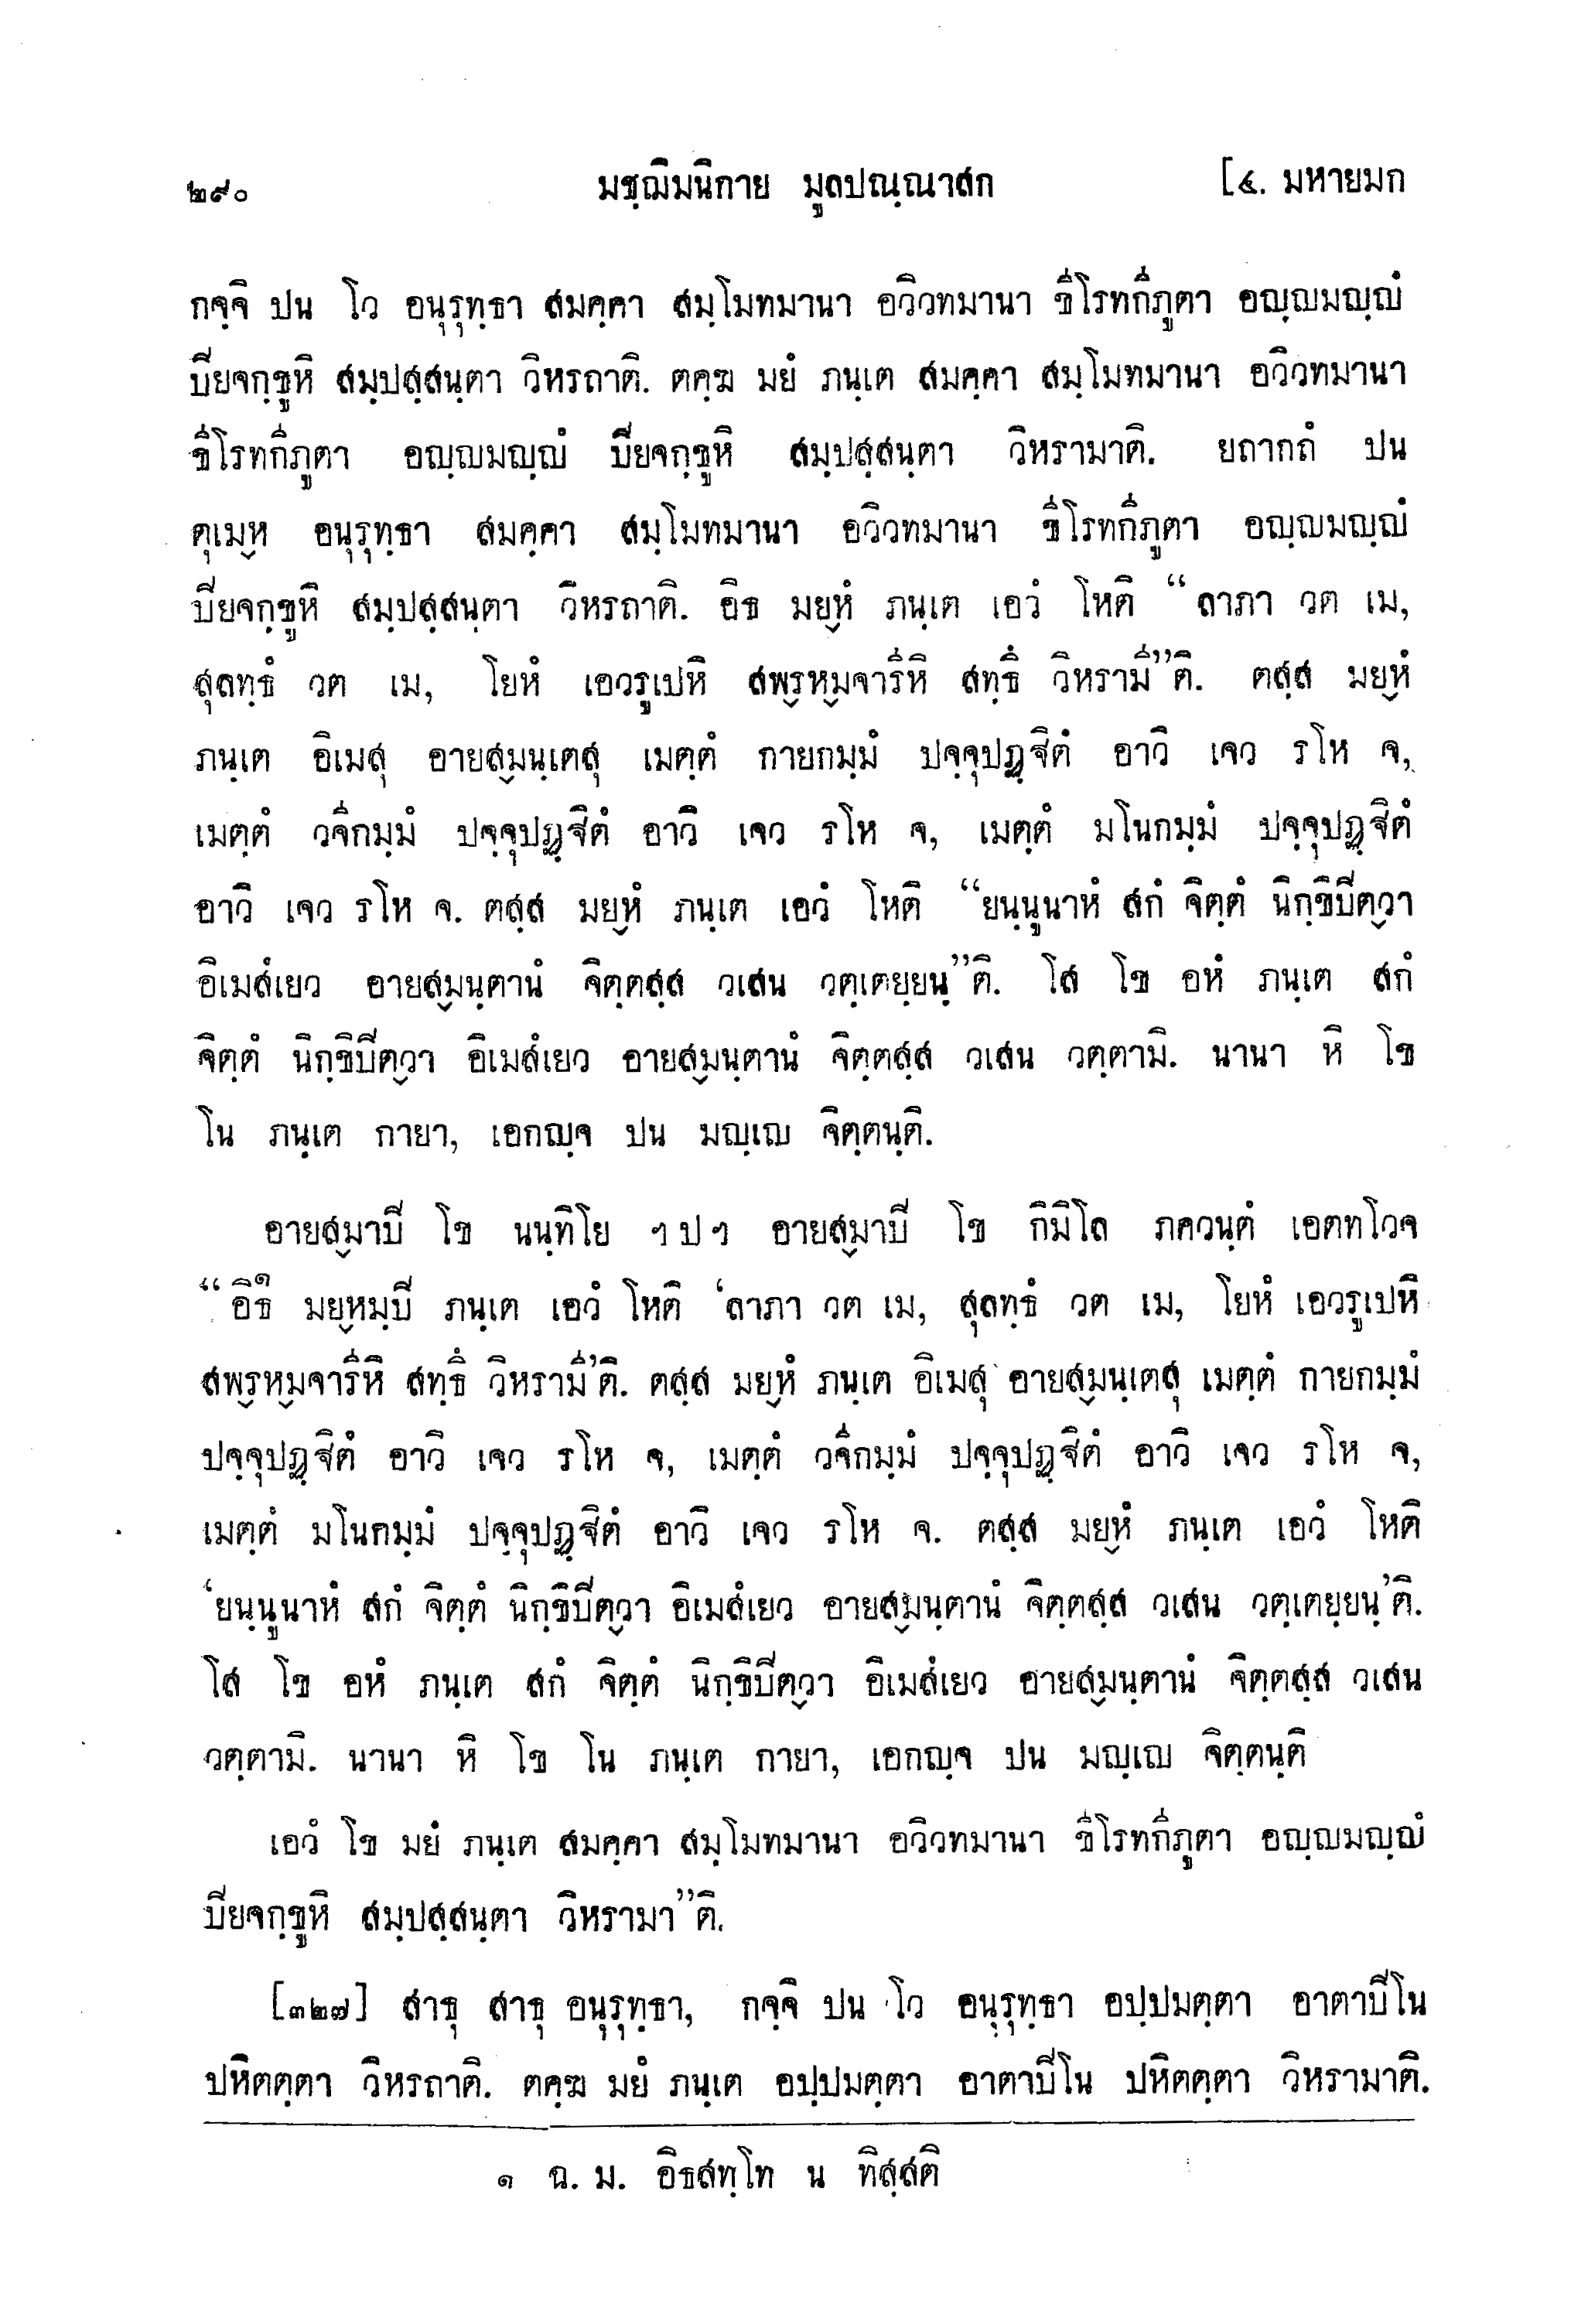 ๒๙๐ มชฺฌิมนิกาย มูลปณฺณาสก [๔. มหายมก
กจฺจิ ปน โว อนุรุทฺธา สมคฺคา สมฺโมทมานา อวิวทมานา ขีโรทกีภูตา อญฺญมญฺญํ
ปิยจกฺขูหิ สมฺปสฺสนฺตา วิหรถาติ. ตคฺฆ มยํ ภนฺเต สมคฺคา สมฺโมทมานา อวิวทมานา
ขีโรทกีภูตา อญฺญมญฺญํ ปิยจกฺขูหิ สมฺปสฺสนฺตา วิหรามาติ. ยถากถํ ปน
ตุเมฺห อนุรุทฺธา สมคฺคา สมฺโมทมานา อวิวทมานา ขีโรทกีภูตา อญฺญมญฺญํ
ปิยจกฺขูหิ สมฺปสฺสนฺตา วิหรถาติ. อิธ มยฺหํ ภนฺเต เอวํ โหติ “ลาภา วต เม,
สุลทฺธํ วต เม, โยหํ เอวรูเปหิ สพฺรหฺมจารีหิ สทฺธึ วิหรามี”ติ. ตสฺส มยฺหํ
ภนฺเต อิเมสุ อายสฺมนฺเตสุ เมตฺตํ กายกมฺมํ ปจฺจุปฏฺฐิตํ อาวิ เจว รโห จ,
เมตฺตํ วจีกมฺมํ ปจฺจุปฏฺฐิตํ อาวิ เจว รโห จ, เมตฺตํ มโนกมฺมํ ปจฺจุปฏฺฐิตํ
อาวิ เจว รโห จ. ตสฺส มยฺหํ ภนฺเต เอวํ โหติ “ยนฺนูนาหํ สกํ จิตฺตํ นิกฺขิปิตฺวา
อิเมสํเยว อายสฺมนฺตานํ จิตฺตสฺส วเสน วตฺเตยฺยนฺ”ติ. โส โข อหํ ภนฺเต สกํ
จิตฺตํ นิกฺขิปิตฺวา อิเมสํเยว อายสฺมนฺตานํ จิตฺตสฺส วเสน วตฺตามิ. นานา หิ โข
โน ภนฺเต กายา, เอกญฺจ ปน มญฺเญ จิตฺตนฺติ.
อายสฺมาปิ โข นนฺทิโย ฯ ป ฯ อายสฺมาปิ โข กิมิโล ภควนฺตํ เอตทโวจ
“อิธ๑ มยฺหมฺปิ ภนฺเต เอวํ โหติ ‘ลาภา วต เม, สุลทฺธํ วต เม, โยหํ เอวรูเปหิ
สพฺรหฺมจารีหิ สทฺธึ วิหรามี’ติ. ตสฺส มยฺหํ ภนฺเต อิเมสุ อายสฺมนฺเตสุ เมตฺตํ กายกมฺมํ
ปจฺจุปฏฺฐิตํ อาวิ เจว รโห จ, เมตฺตํ วจีกมฺมํ ปจฺจุปฏฺฐิตํ อาวิ เจว รโห จ,
เมตฺตํ มโนกมฺมํ ปจฺจุปฏฺฐิตํ อาวิ เจว รโห จ. ตสฺส มยฺหํ ภนฺเต เอวํ โหติ
‘ยนฺนูนาหํ สกํ จิตฺตํ นิกฺขิปิตฺวา อิเมสํเยว อายสฺมนฺตานํ จิตฺตสฺส วเสน วตฺเตยฺยนฺ’ติ.
โส โข อหํ ภนฺเต สกํ จิตฺตํ นิกฺขิปิตฺวา อิเมสํเยว อายสฺมนฺตานํ จิตฺตสฺส วเสน
วตฺตามิ. นานา หิ โข โน ภนฺเต กายา, เอกญฺจ ปน มญฺเญ จิตฺตนฺติ
เอวํ โข มยํ ภนฺเต สมคฺคา สมฺโมทมานา อวิวทมานา ขีโรทกีภูตา อญฺญมญฺญํ
ปิยจกฺขูหิ สมฺปสฺสนฺตา วิหรามา”ติ.
[๓๒๗] สาธุ สาธุ อนุรุทฺธา, กจฺจิ ปน โว อนุรุทฺธา อปฺปมตฺตา อาตาปิโน
ปหิตตฺตา วิหรถาติ. ตคฺฆ มยํ ภนฺเต อปฺปมตฺตา อาตาปิโน ปหิตตฺตา วิหรามาติ.
๑ ฉ. ม. อิธสทฺโท น ทิสฺสติ